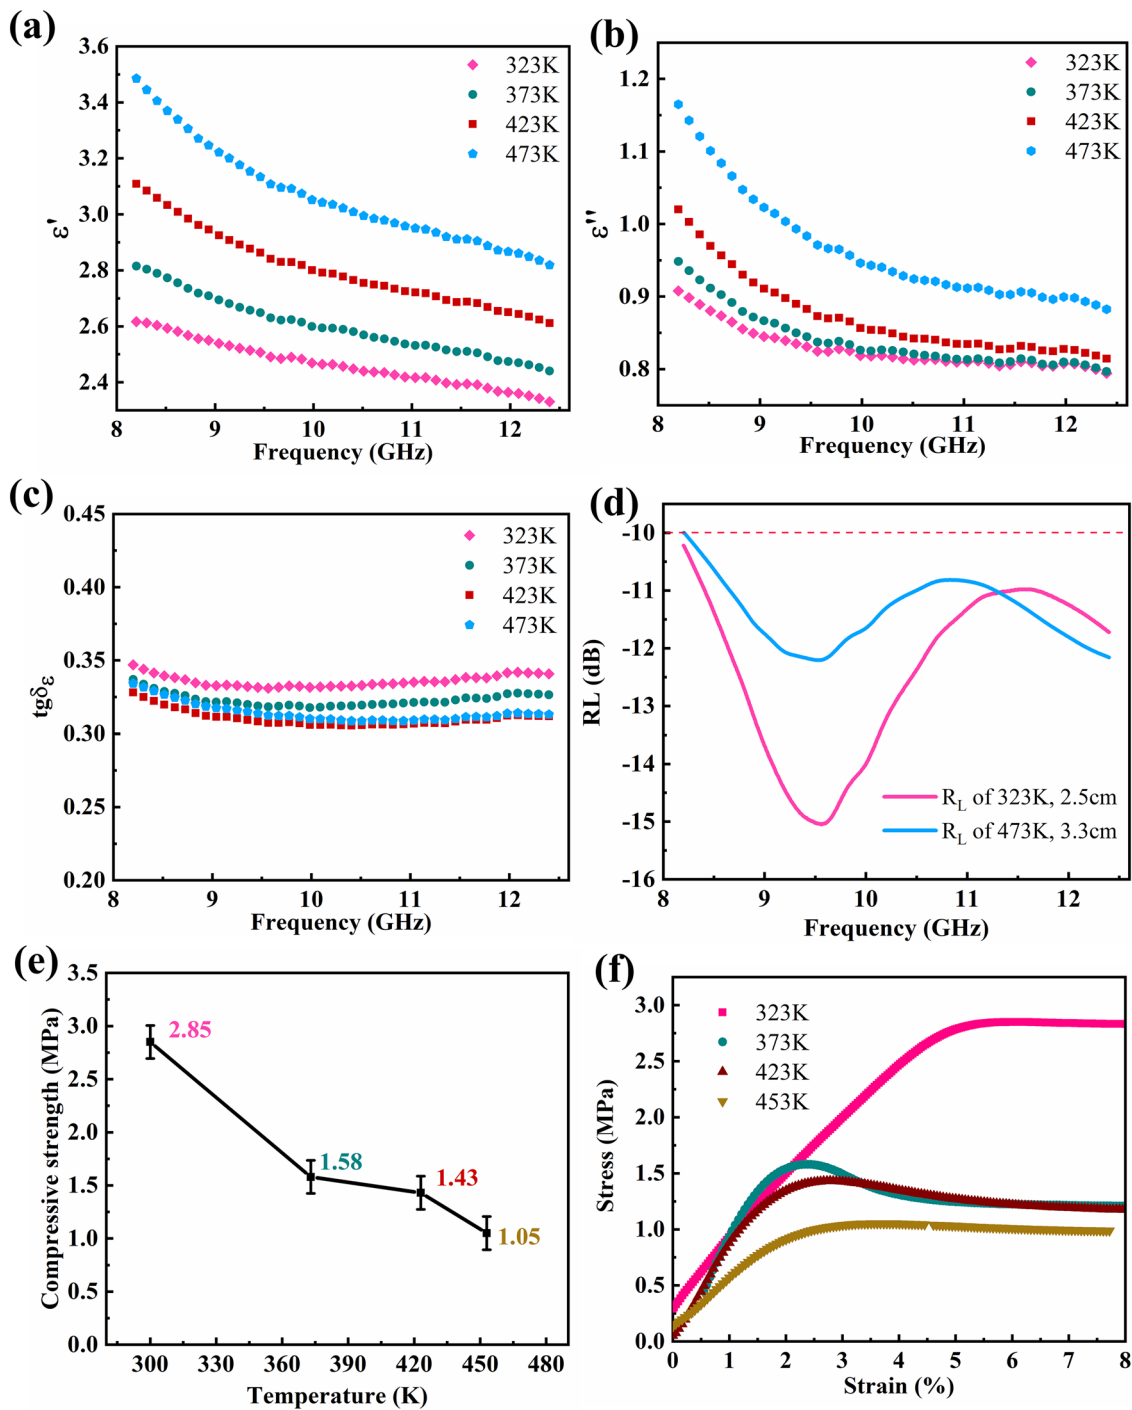 (a)
3.6
3.4
3.2
3.0
2.8
2.6
2.4
ε'
8 9 10 11 12
Frequency (GHz)
323K
373K
423K
473K
(b)
1.2
1.1
1.0
0.9
0.8
ε''
8 9 10 11 12
Frequency (GHz)
323K
373K
423K
473K
(c)
0.45
0.40
0.35
0.30
0.25
0.20
tgδε
8 9 10 11 12
Frequency (GHz)
323K
373K
423K
473K
(d)
-10
-11
-12
-13
-14
-15
-16
RL (dB)
8 9 10 11 12
Frequency (GHz)
RL of 323K, 2.5cm
RL of 473K, 3.3cm
(e)
3.5
3.0
2.5
2.0
1.5
1.0
0.5
0.0
Compressive strength (MPa)
2.85
1.58
1.43
1.05
300 330 360 390 420 450 480
Temperature (K)
(f)
3.0
2.5
2.0
1.5
1.0
0.5
0.0
Stress (MPa)
323K
373K
423K
453K
0 1 2 3 4 5 6 7 8
Strain (%)